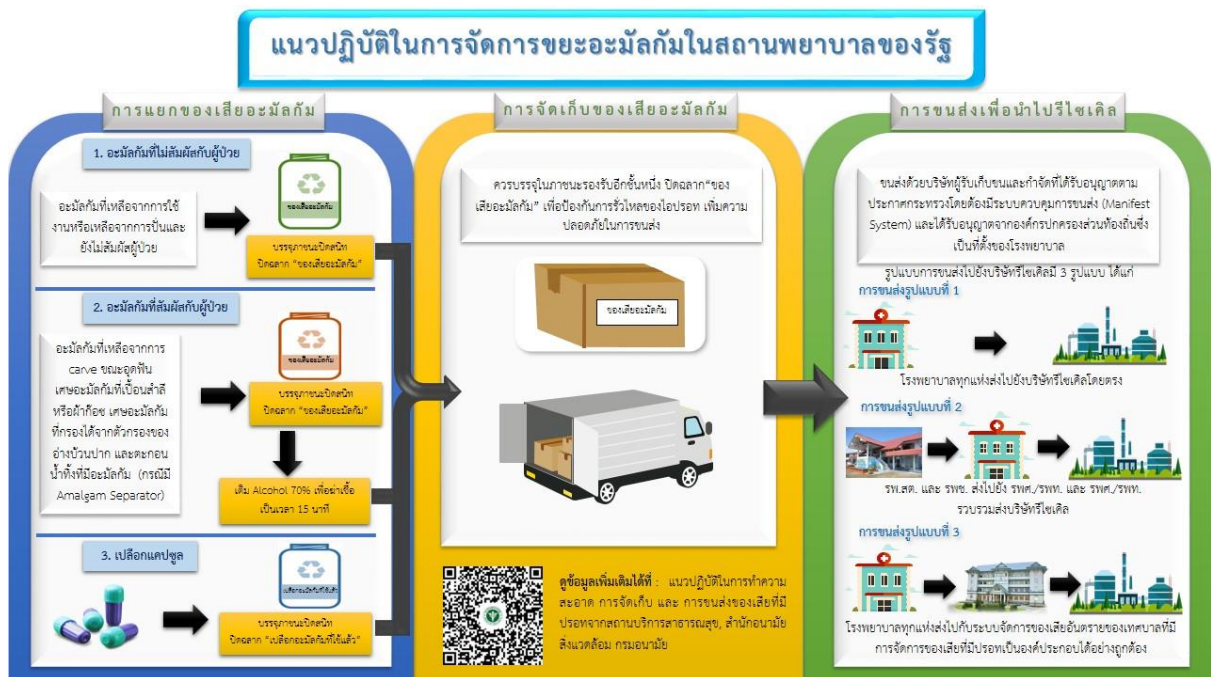 แนวปฏิบัติในการจัดการขยะอะมัลกัมในสถานพยาบาลของรัฐ
การแยกของเสียอะมัลกัม
1. อะมัลกัมที่ไม่สัมผัสกับผู้ป่วย
อะมัลกัมที่เหลือจากการใช้
งานหรือเหลือจากการปั่นและ
ยังไม่สัมผัสผู้ป่วย
ของเสียอะมัลกัม
บรรจุภาชนะปิดสนิท
ปิดฉลาก “ของเสียอะมัลกัม”
2. อะมัลกัมที่สัมผัสกับผู้ป่วย
อะมัลกัมที่เหลือจากการ
carve ขณะอุดฟัน
เศษอะมัลกัมที่เปื้อนสำลี
หรือผ้าก๊อซ เศษอะมัลกัม
ที่กรองได้จากตัวกรองของ
อ่างบ้วนปาก และตะกอน
น้ำทิ้งที่มีอะมัลกัม (กรณีมี
Amalgam Separator)
ของเสียอะมัลกัม
บรรจุภาชนะปิดสนิท
ปิดฉลาก “ของเสียอะมัลกัม”
เติม Alcohol 70% เพื่อฆ่าเชื้อ
เป็นเวลา 15 นาที
3. เปลือกแคปซูล
เปลือกอะมัลกัมที่ใช้แล้ว
บรรจุภาชนะปิดสนิท
ปิดฉลาก “เปลือกอะมัลกัมที่ใช้แล้ว”
การจัดเก็บของเสียอะมัลกัม
ควรบรรจุในภาชนะรองรับอีกชั้นหนึ่ง ปิดฉลาก“ของ
เสียอะมัลกัม” เพื่อป้องกันการรั่วไหลของไอปรอท เพิ่มความ
ปลอดภัยในการขนส่ง
ของเสียอะมัลกัม
ดูข้อมูลเพิ่มเติมได้ที่ : แนวปฏิบัติในการทำความ
สะอาด การจัดเก็บ และ การขนส่งของเสียที่มี
ปรอทจากสถานบริการสาธารณสุข, สำนักอนามัย
สิ่งแวดล้อม กรมอนามัย
การขนส่งเพื่อนำไปรีไซเคิล
ขนส่งด้วยบริษัทผู้รับเก็บขนและกำจัดที่ได้รับอนุญาตตาม
ประกาศกระทรวงโดยต้องมีระบบควบคุมการขนส่ง (Manifest
System) และได้รับอนุญาตจากองค์กรปกครองส่วนท้องถิ่นซึ่ง
เป็นที่ตั้งของโรงพยาบาล
รูปแบบการขนส่งไปยังบริษัทรีไซเคิลมี 3 รูปแบบ ได้แก่
การขนส่งรูปแบบที่ 1
โรงพยาบาลทุกแห่งส่งไปยังบริษัทรีไซเคิลโดยตรง
การขนส่งรูปแบบที่ 2
รพ.สต. และ รพช. ส่งไปยัง รพศ./รพท. และ รพศ./รพท.
รวบรวมส่งบริษัทรีไซเคิล
การขนส่งรูปแบบที่ 3
โรงพยาบาลทุกแห่งส่งไปกับระบบจัดการของเสียอันตรายของเทศบาลที่มี
การจัดการของเสียที่มีปรอทเป็นองค์ประกอบได้อย่างถูกต้อง